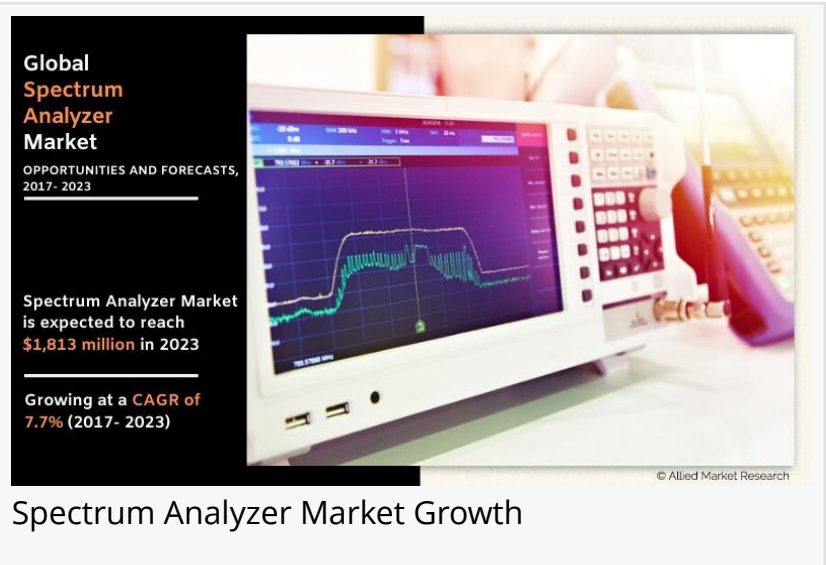 Global
Spectrum
Analyzer
Market
OPPORTUNITIES AND FORECASTS,
2017- 2023
Spectrum Analyzer Market
is expected to reach
$1,813 million in 2023
Growing at a CAGR of
7.7% (2017- 2023)
© Allied Market Research
Spectrum Analyzer Market Growth